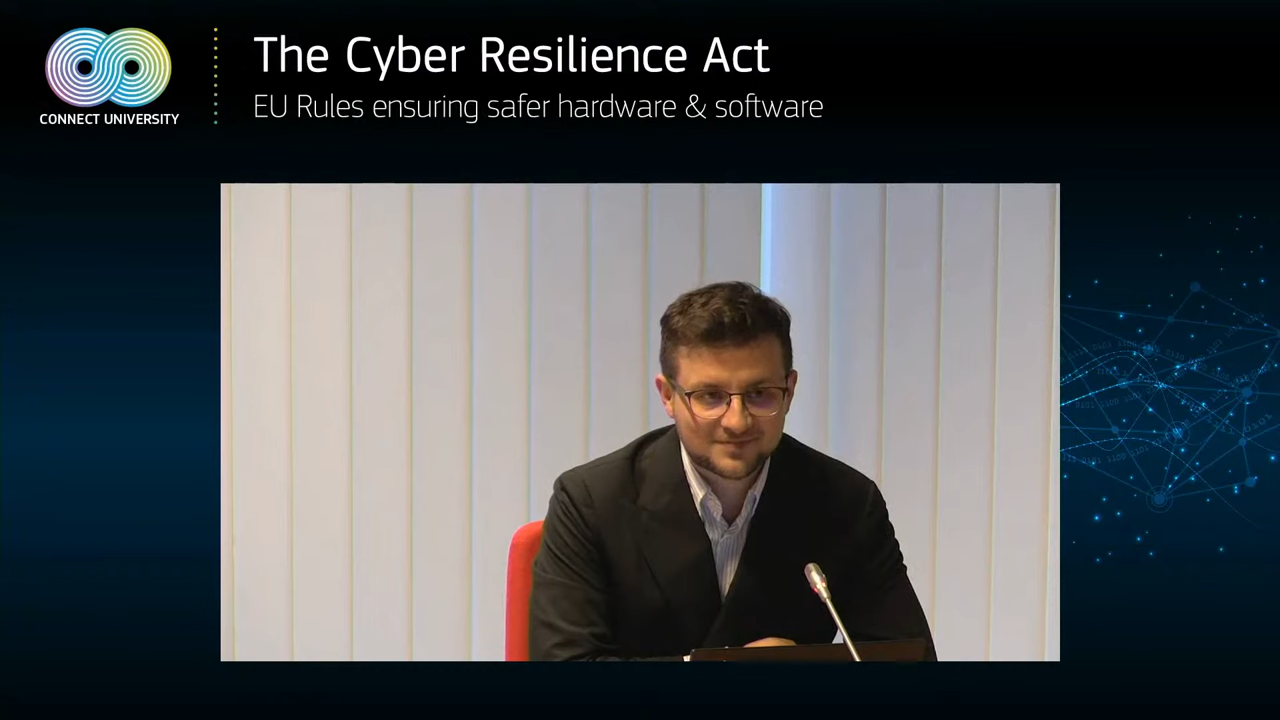 The Cyber Resilience Act
EU Rules ensuring safer hardware & software
CONNECT UNIVERSITY